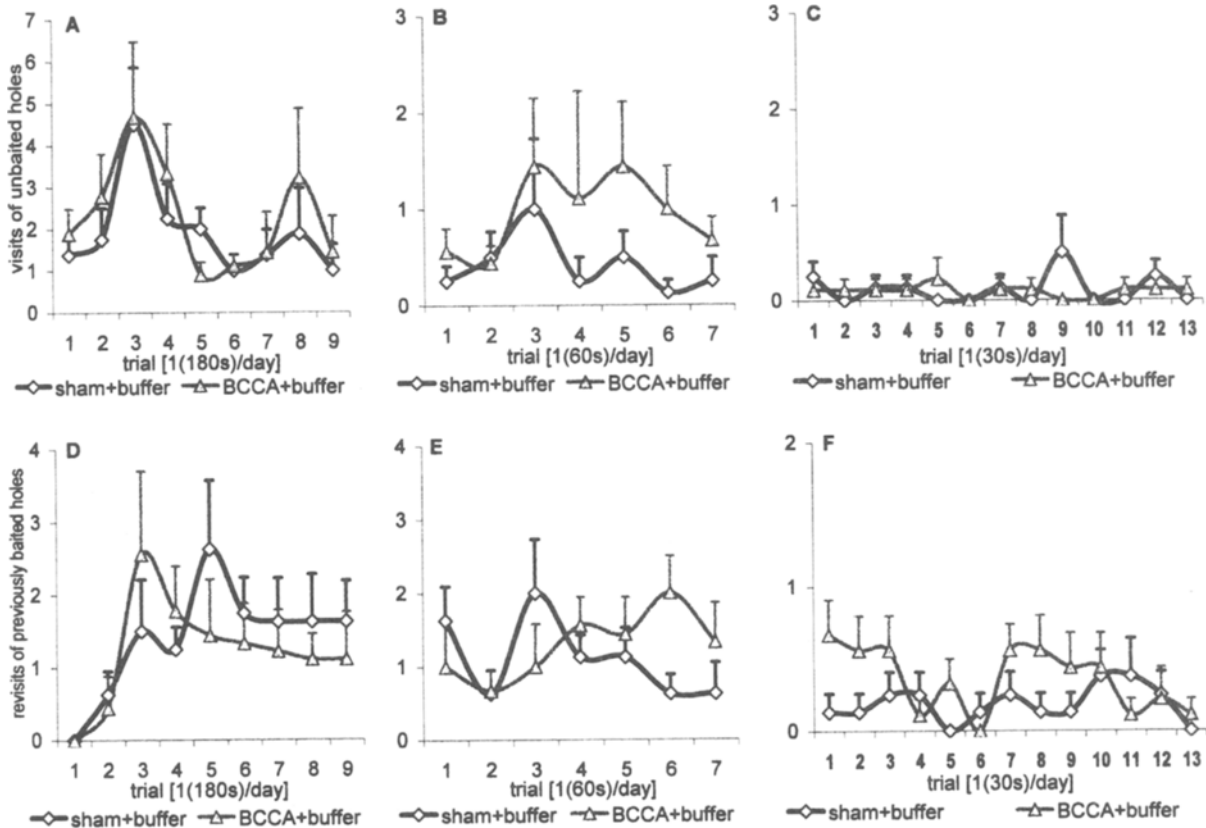 A
B
C
visits of unbaited holes
7
6
5
4
3
2
1
0
3
2
1
0
3
2
1
0
1 2 3 4 5 6 7 8 9
1 2 3 4 5 6 7
1 2 3 4 5 6 7 8 9 10 11 12 13
trial [1(180s)/day]
trial [1(60s)/day]
trial [1(30s)/day]
sham+buffer BCCA+buffer
sham+buffer BCCA+buffer
sham+buffer BCCA+buffer
D
E
F
revisits of previously baited holes
4
3
2
1
0
4
3
2
1
0
2
1
0
1 2 3 4 5 6 7 8 9
1 2 3 4 5 6 7
1 2 3 4 5 6 7 8 9 10 11 12 13
trial [1(180s)/day]
trial [1(60s)/day]
trial [1(30s)/day]
sham+buffer BCCA+buffer
sham+buffer BCCA+buffer
sham+buffer BCCA+buffer